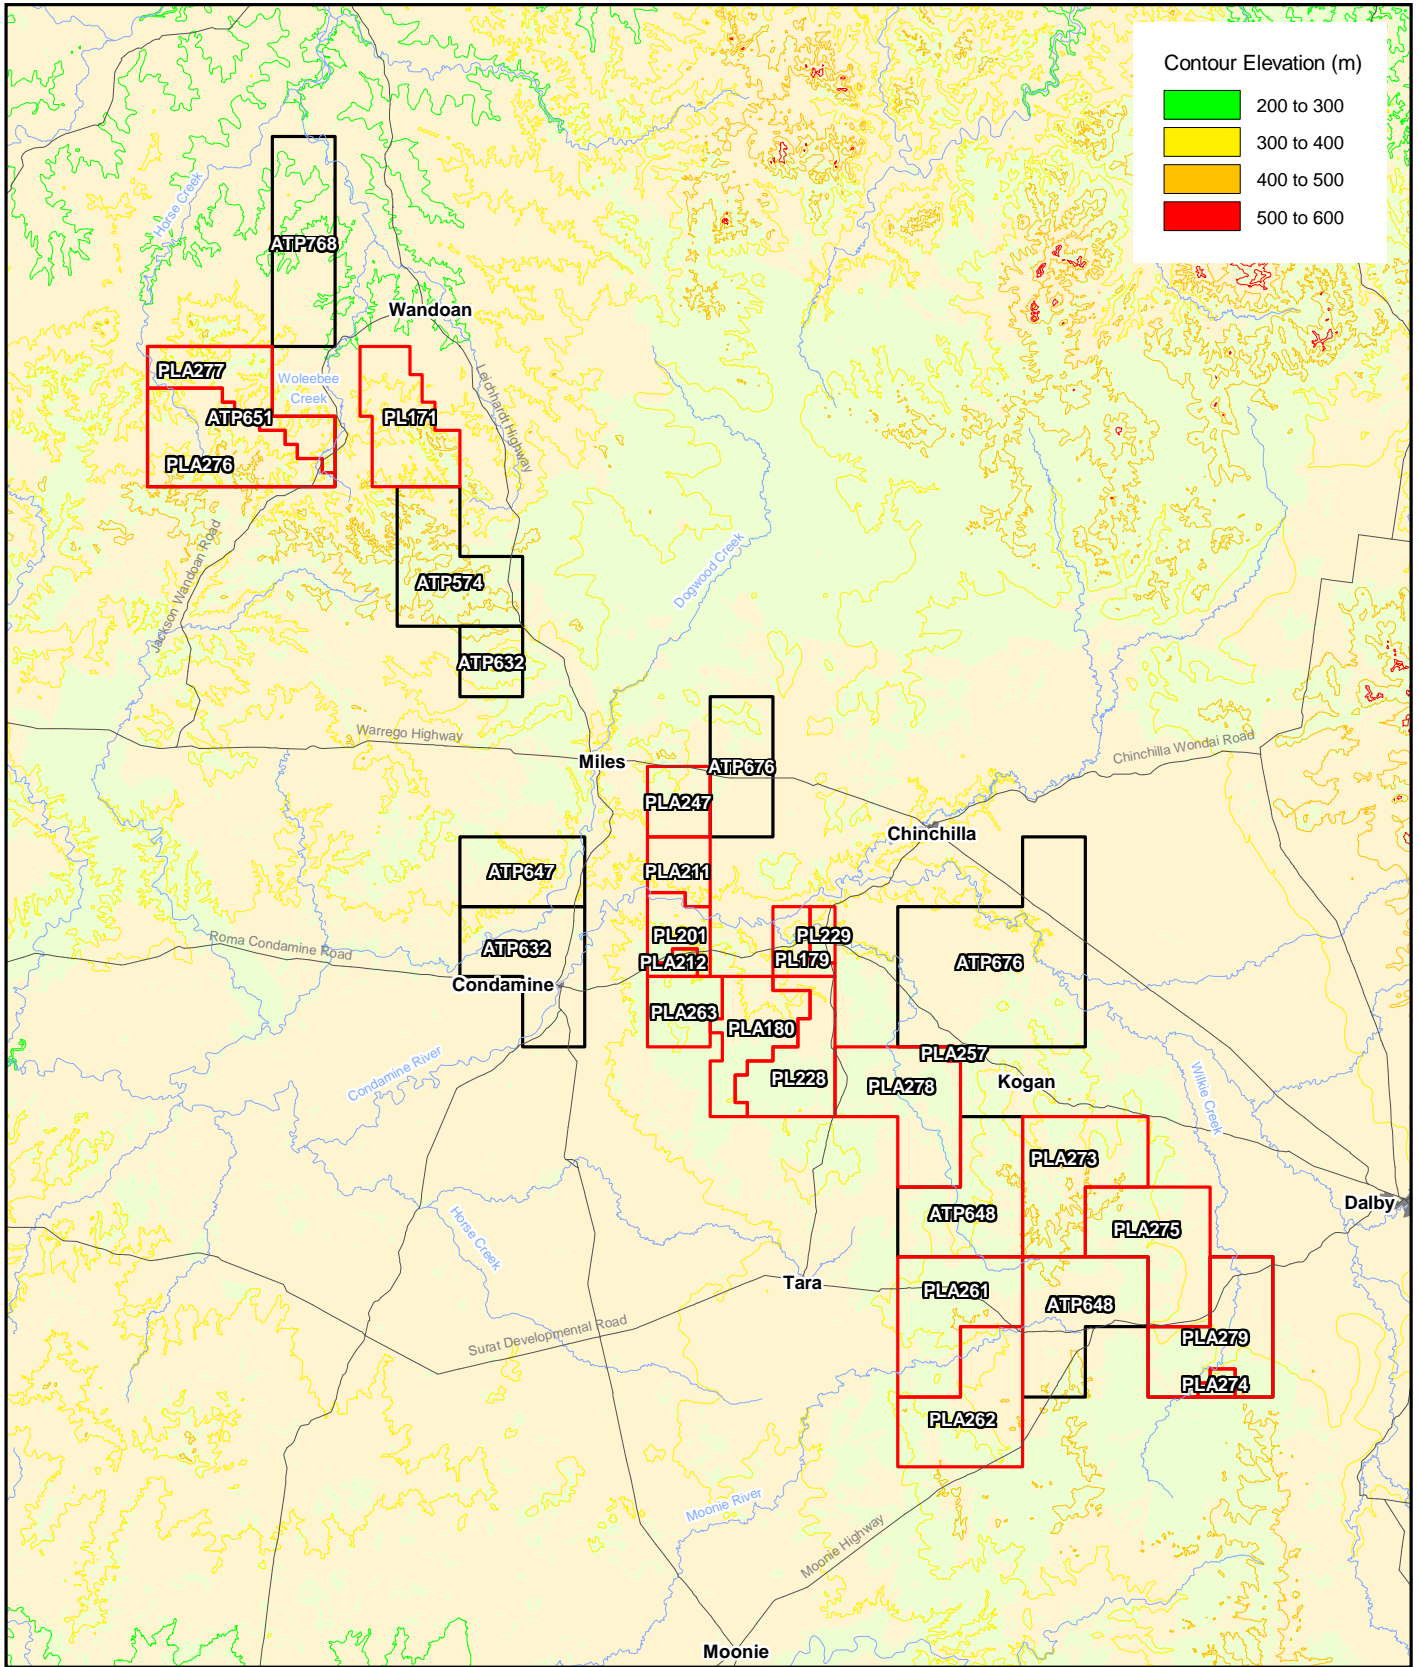 Contour Elevation (m)
200 to 300
300 to 400
400 to 500
500 to 600
Horse Creek
ATP768
Wandoan
PLA277
Woleebee
Creek
ATP651
PL171
Leichhardt Highway
PLA276
Jackson Wandoan Road
ATP574
Dogwood Creek
ATP632
Warrego Highway
Miles
ATP676
Chinchilla Wondai Road
PLA247
Chinchilla
ATP647
PLA211
Roma Condamine Road
ATP632
PL201
PL229
PLA212
PL179
ATP676
Condamine
PLA263
PLA180
Condamine River
PLA257
PL228
PLA278
Kogan
Wilkie Creek
PLA273
Horse Creek
ATP648
PLA275
Dalby
Tara
PLA261
ATP648
Surat Developmental Road
PLA279
PLA274
PLA262
Moonie River
Moonie Highway
Moonie